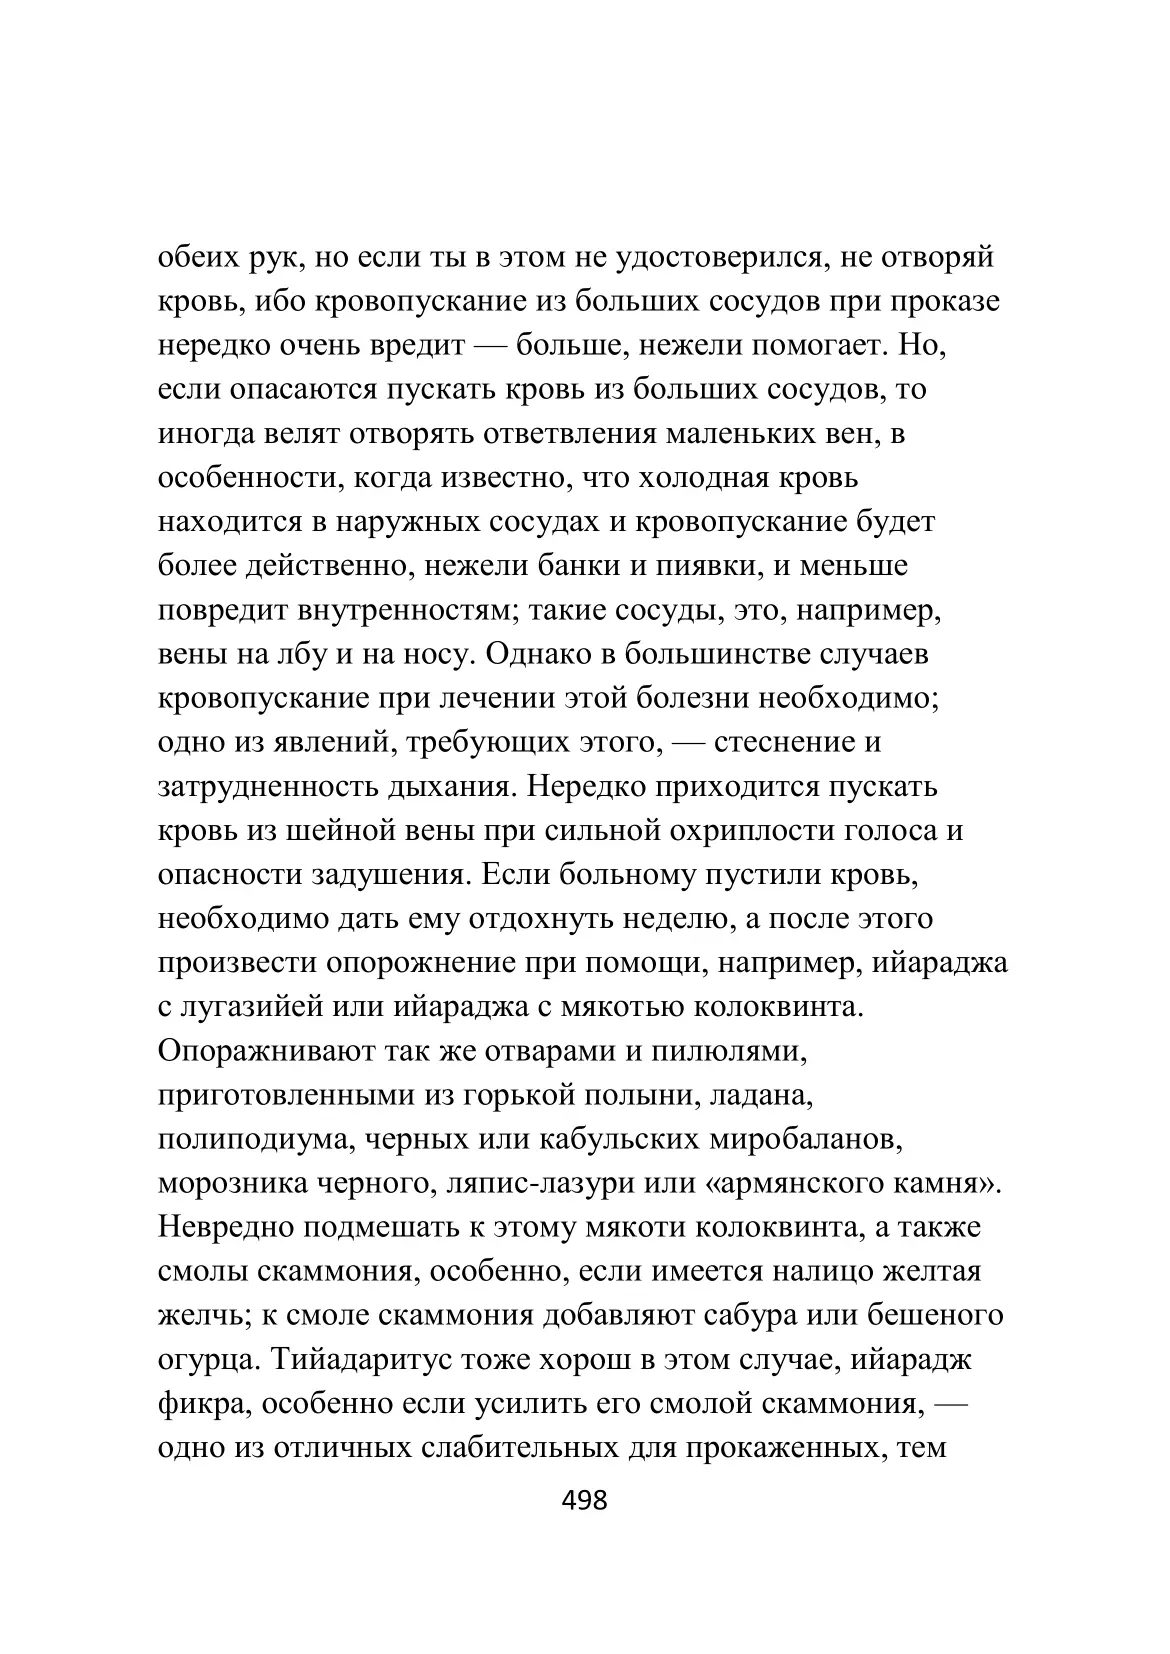 обеих рук, но если ты в этом не удостоверился, не отворяй
кровь, ибо кровопускание из больших сосудов при проказе
нередко очень вредит — больше, нежели помогает. Но,
если опасаются пускать кровь из больших сосудов, то
иногда велят отворять ответвления маленьких вен, в
особенности, когда известно, что холодная кровь
находится в наружных сосудах и кровопускание будет
более действенно, нежели банки и пиявки, и меньше
повредит внутренностям; такие сосуды, это, например,
вены на лбу и на носу. Однако в большинстве случаев
кровопускание при лечении этой болезни необходимо;
одно из явлений, требующих этого, — стеснение и
затрудненность дыхания. Нередко приходится пускать
кровь из шейной вены при сильной охриплости голоса и
опасности задушения. Если больному пустили кровь,
необходимо дать ему отдохнуть неделю, а после этого
произвести опорожнение при помощи, например, ийараджа
с лугазийей или ийараджа с мякотью колоквинта.
Опоражнивают так же отварами и пилюлями,
приготовленными из горькой полыни, ладана,
полиподиума, черных или кабульских миробаланов,
морозника черного, ляпис-лазури или «армянского камня».
Невредно подмешать к этому мякоти колоквинта, а также
смолы скаммония, особенно, если имеется налицо желтая
желчь; к смоле скаммония добавляют сабура или бешеного
огурца. Тийадаритус тоже хорош в этом случае, ийарадж
фикра, особенно если усилить его смолой скаммония, —
одно из отличных слабительных для прокаженных, тем
498